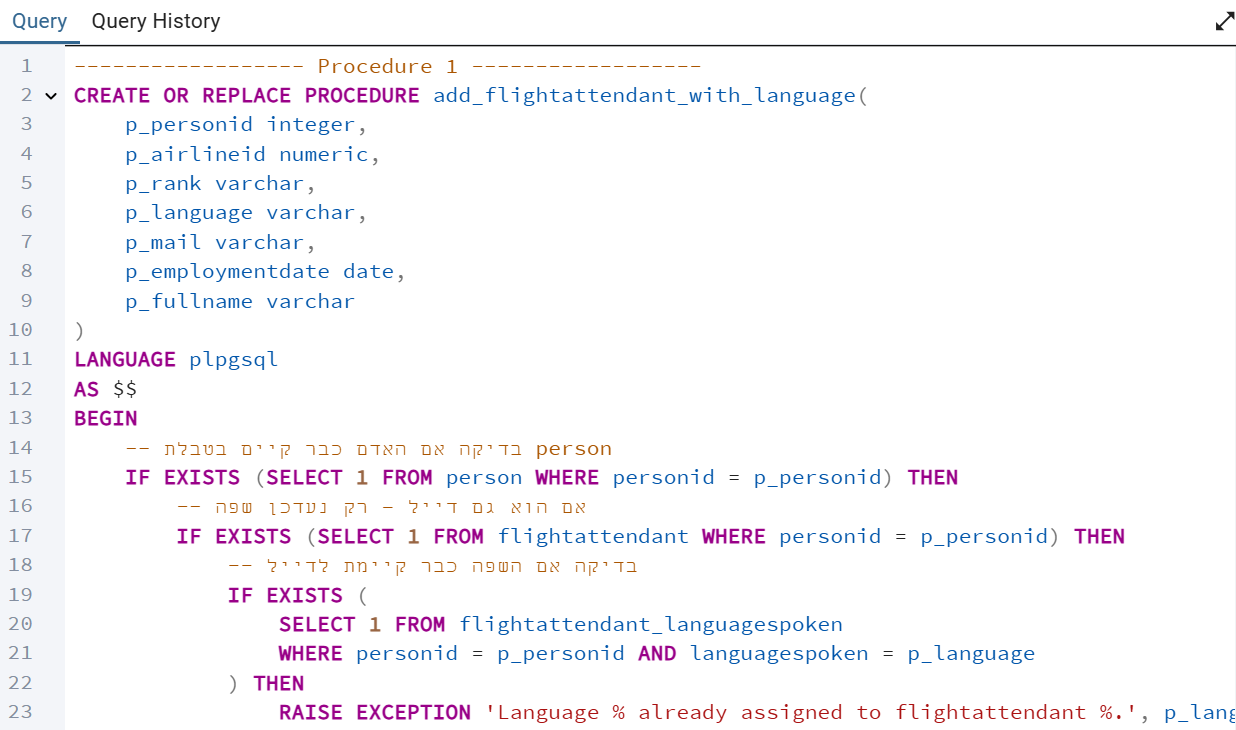 Query Query History
1 ------------------ Procedure 1 ------------------
2 CREATE OR REPLACE PROCEDURE add_flightattendant_with_language(
3 p_personid integer,
4 p_airlineid numeric,
5 p_rank varchar,
6 p_language varchar,
7 p_mail varchar,
8 p_employmentdate date,
9 p_fullname varchar
10 )
11 LANGUAGE plpgsql
12 AS $$
13 BEGIN
14 -- בדיקה אם האדם כבר קיים בטבלת person
15 IF EXISTS (SELECT 1 FROM person WHERE personid = p_personid) THEN
16 -- אם הוא גם דייל – רק נעדכן שפה
17 IF EXISTS (SELECT 1 FROM flightattendant WHERE personid = p_personid) THEN
18 -- בדיקה אם השפה כבר קיימת לדייל
19 IF EXISTS (
20 SELECT 1 FROM flightattendant_languagespoken
21 WHERE personid = p_personid AND languagespoken = p_language
22 ) THEN
23 RAISE EXCEPTION 'Language % already assigned to flightattendant %.', p_lang